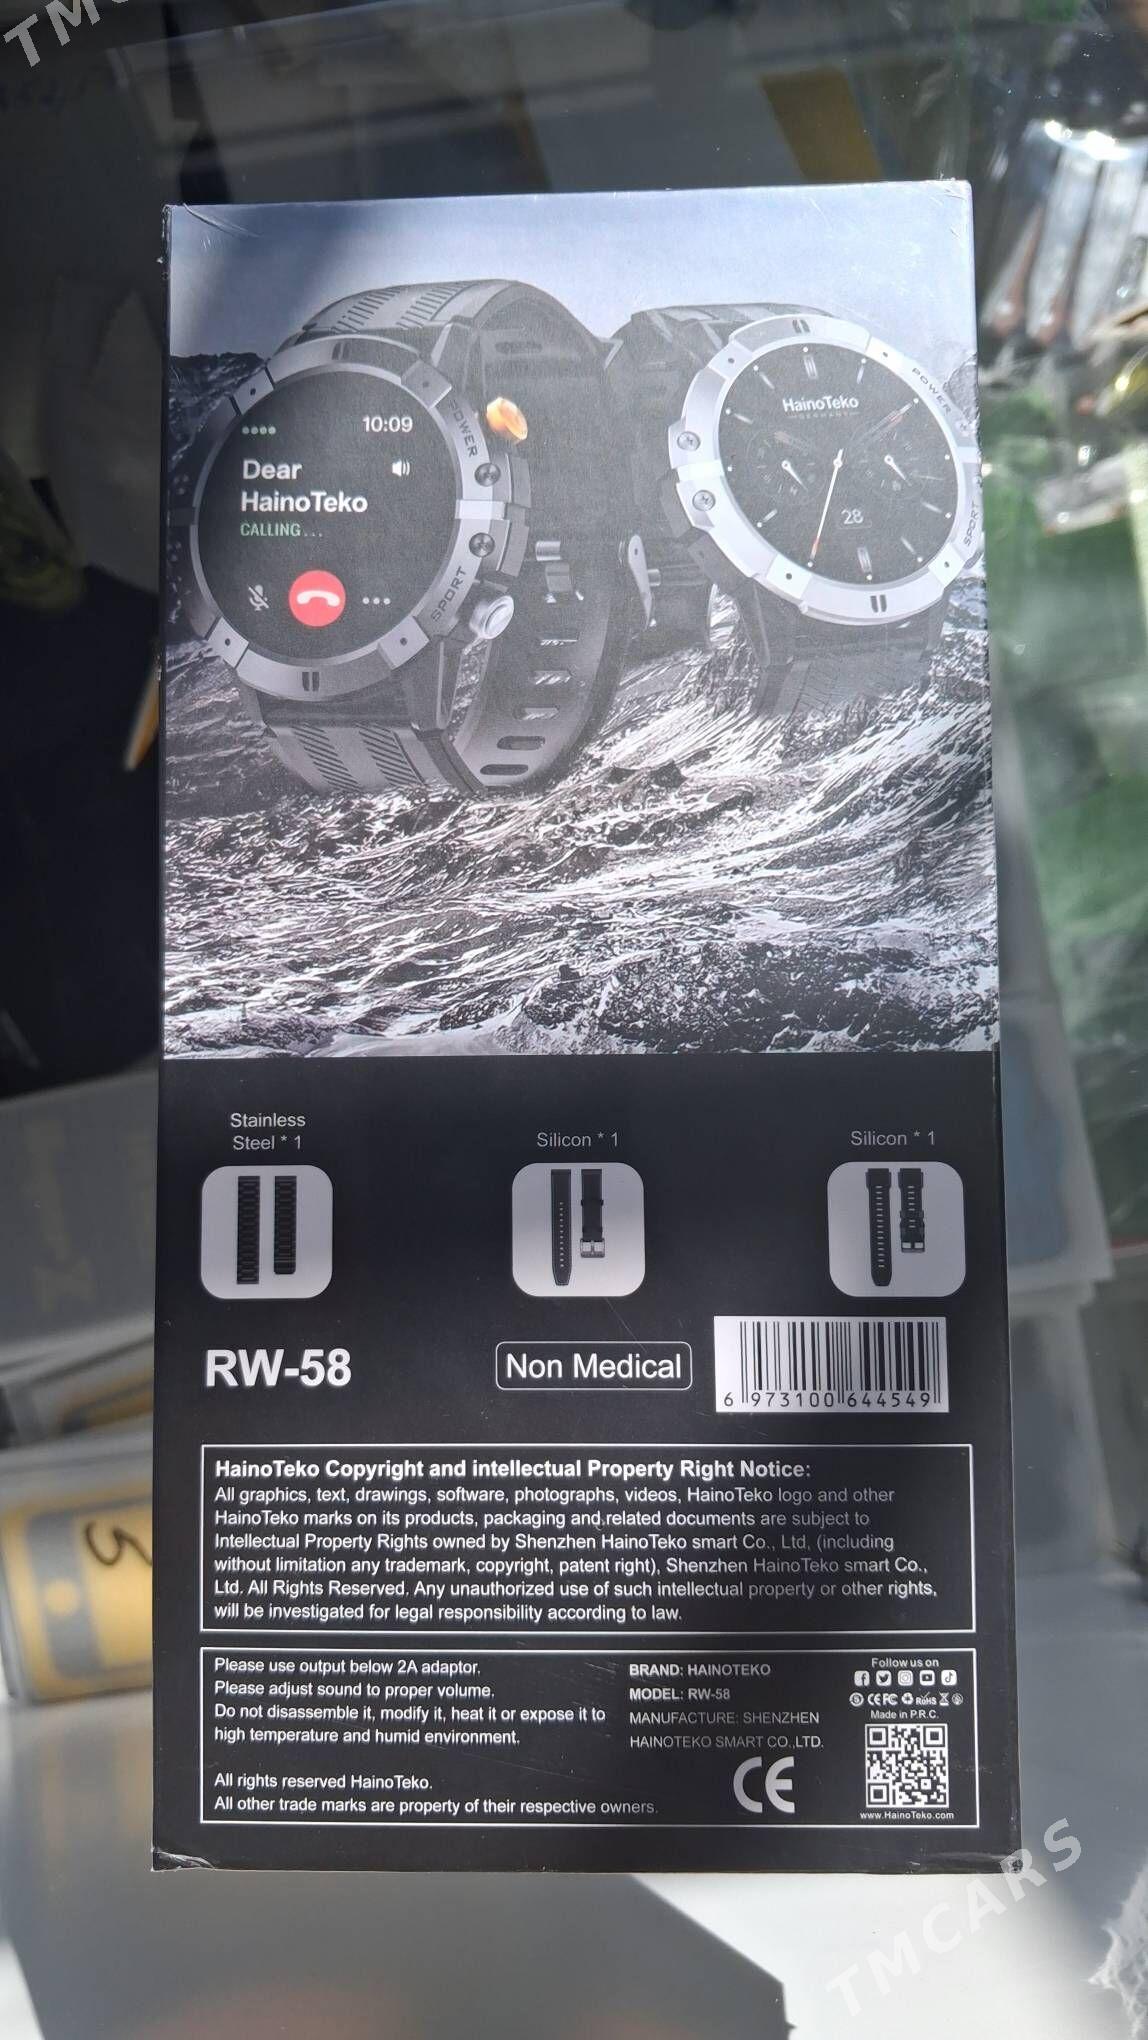 TMC
10:09
Dear
HainoTeko
CALLING...
POWER
SPORT
HainoTeko
GERMANY
28
POWER
SPORT
Stainless
Steel * 1
Silicon * 1
Silicon * 1
RW-58
Non Medical
6 973100 644549
HainoTeko Copyright and intellectual Property Right Notice:
All graphics, text, drawings, software, photographs, videos, HainoTeko logo and other
HainoTeko marks on its products, packaging and.related documents are subject to
Intellectual Property Rights owned by Shenzhen HainoTeko smart Co., Ltd, (including
without limitation any trademark, copyright, patent right), Shenzhen HainoTeko smart Co.,
Ltd. All Rights Reserved, Any unauthorized use of such intellectual property or other rights,
will be investigated for legal responsibility according to law.
Please use output below 2A adaptor.
Please adjust sound to proper volume.
Do not disassemble it, modify it, heat it or expose it to
high temperature and humid environment.
All rights reserved HainoTeko.
All other trade marks are property of their respective owners.
BRAND: HAINOTEKO
MODEL: RW-58
MANUFACTURE: SHENZHEN
HAINOTEKO SMART CO.,LTD.
CE
Follow us on
CE FC RoHS
Made in P.R.C.
www.HainoTeko.com
TMCARS